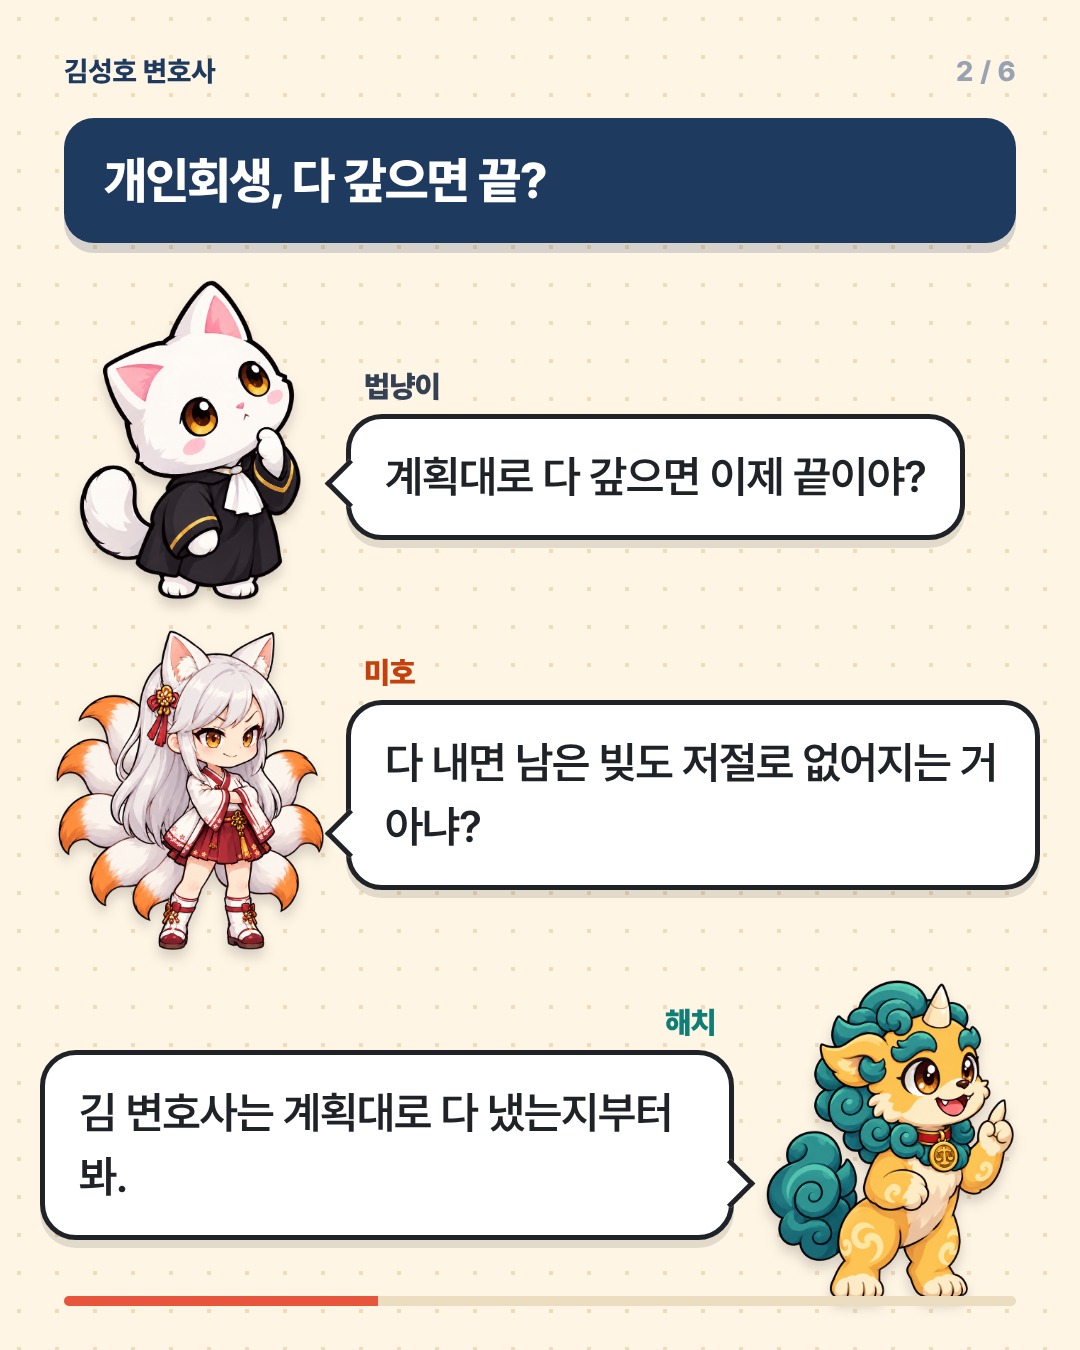 김성호 변호사
2 / 6
개인회생, 다 갚으면 끝?
법냥이
계획대로 다 갚으면 이제 끝이야?
미호
다 내면 남은 빚도 저절로 없어지는 거
아냐?
해치
김 변호사는 계획대로 다 냈는지부터
봐.